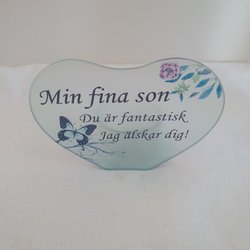 Min fina son
Du är fantastisk
Jag älskar dig!